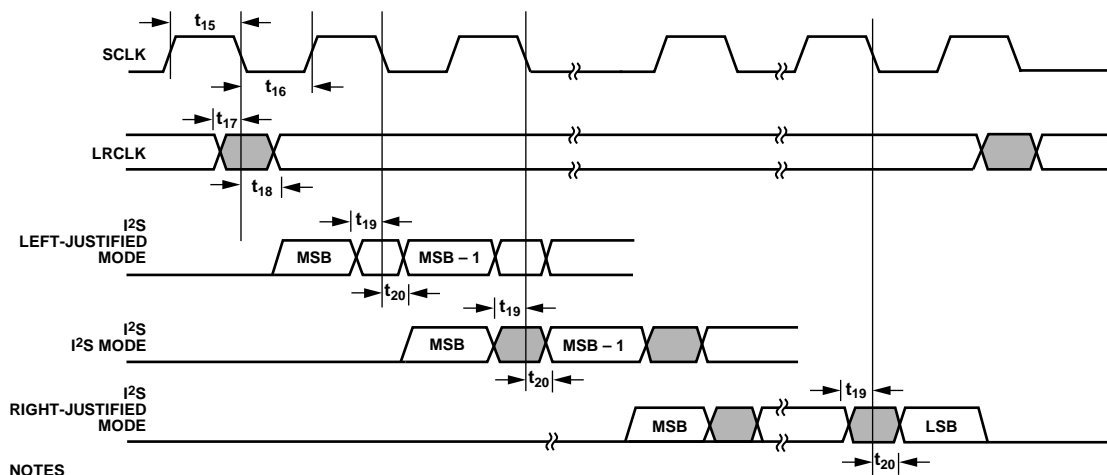 t15
SCLK
t16
t17
LRCLK
t18
I2S
LEFT-JUSTIFIED
MODE
t19
MSB
MSB – 1
t20
t19
I2S
I2S MODE
MSB
MSB – 1
t20
I2S
RIGHT-JUSTIFIED
MODE
t19
MSB
LSB
t20
NOTES